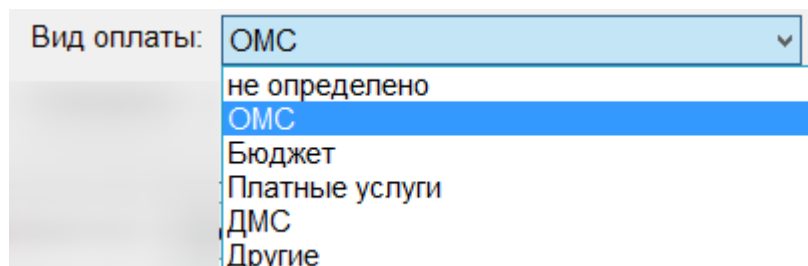 Вид оплаты: ОМС
не определено
ОМС
Бюджет
Платные услуги
ДМС
Другие